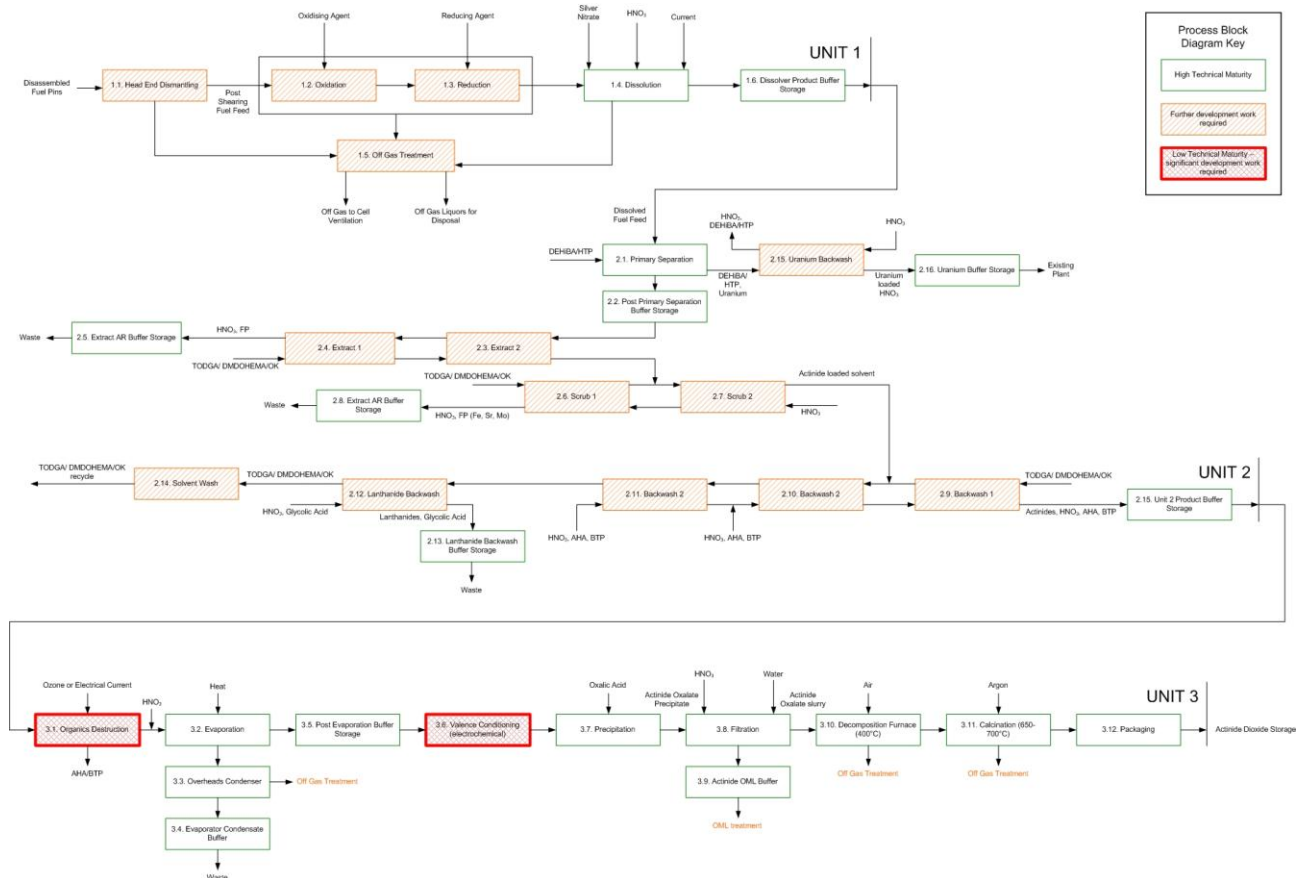 Oxidising Agent
Reducing Agent
Silver
Nitrate
HNO₃
Current
UNIT 1
Process Block
Diagram Key
High Technical Maturity
Further development work
required
Low Technical Maturity –
significant development work
required
Disassembled
Fuel Pins
1.1. Head End Dismantling
Post
Shearing
Fuel Feed
1.2. Oxidation
1.3. Reduction
1.4. Dissolution
1.6. Dissolver Product Buffer
Storage
1.5. Off Gas Treatment
Off Gas to Cell
Ventilation
Off Gas Liquors for
Disposal
Dissolved
Fuel Feed
HNO₃,
DEHiBA/HTP
HNO₃
DEHiBA/HTP
2.1. Primary Separation
DEHiBA/
HTP,
Uranium
2.15. Uranium Backwash
Uranium
loaded
HNO₃
2.16. Uranium Buffer Storage
Existing
Plant
2.2. Post Primary Separation
Buffer Storage
Waste
2.5. Extract AR Buffer Storage
HNO₃, FP
2.4. Extract 1
2.3. Extract 2
TODGA/ DMDOHEMA/OK
TODGA/ DMDOHEMA/OK
Actinide loaded solvent
Waste
2.8. Extract AR Buffer
Storage
HNO₃, FP (Fe, Sr, Mo)
2.6. Scrub 1
2.7. Scrub 2
HNO₃
UNIT 2
TODGA/ DMDOHEMA/OK
recycle
2.14. Solvent Wash
TODGA/ DMDOHEMA/OK
2.12. Lanthanide Backwash
HNO₃, Glycolic Acid
Lanthanides, Glycolic Acid
2.13. Lanthanide Backwash
Buffer Storage
Waste
2.11. Backwash 2
HNO₃, AHA, BTP
2.10. Backwash 2
HNO₃, AHA, BTP
2.9. Backwash 1
TODGA/ DMDOHEMA/OK
Actinides, HNO₃, AHA, BTP
2.15. Unit 2 Product Buffer
Storage
UNIT 3
Ozone or Electrical Current
HNO₃
Heat
Oxalic Acid
Actinide Oxalate
Precipitate
HNO₃
Water
Actinide
Oxalate slurry
Air
Argon
3.1. Organics Destruction
AHA/BTP
3.2. Evaporation
3.5. Post Evaporation Buffer
Storage
3.6. Valence Conditioning
(electrochemical)
3.7. Precipitation
3.8. Filtration
3.10. Decomposition Furnace
(400°C)
3.11. Calcination (650-
700°C)
3.12. Packaging
Actinide Dioxide Storage
3.3. Overheads Condenser
Off Gas Treatment
3.9. Actinide OML Buffer
Off Gas Treatment
Off Gas Treatment
3.4. Evaporator Condensate
Buffer
OML treatment
Waste